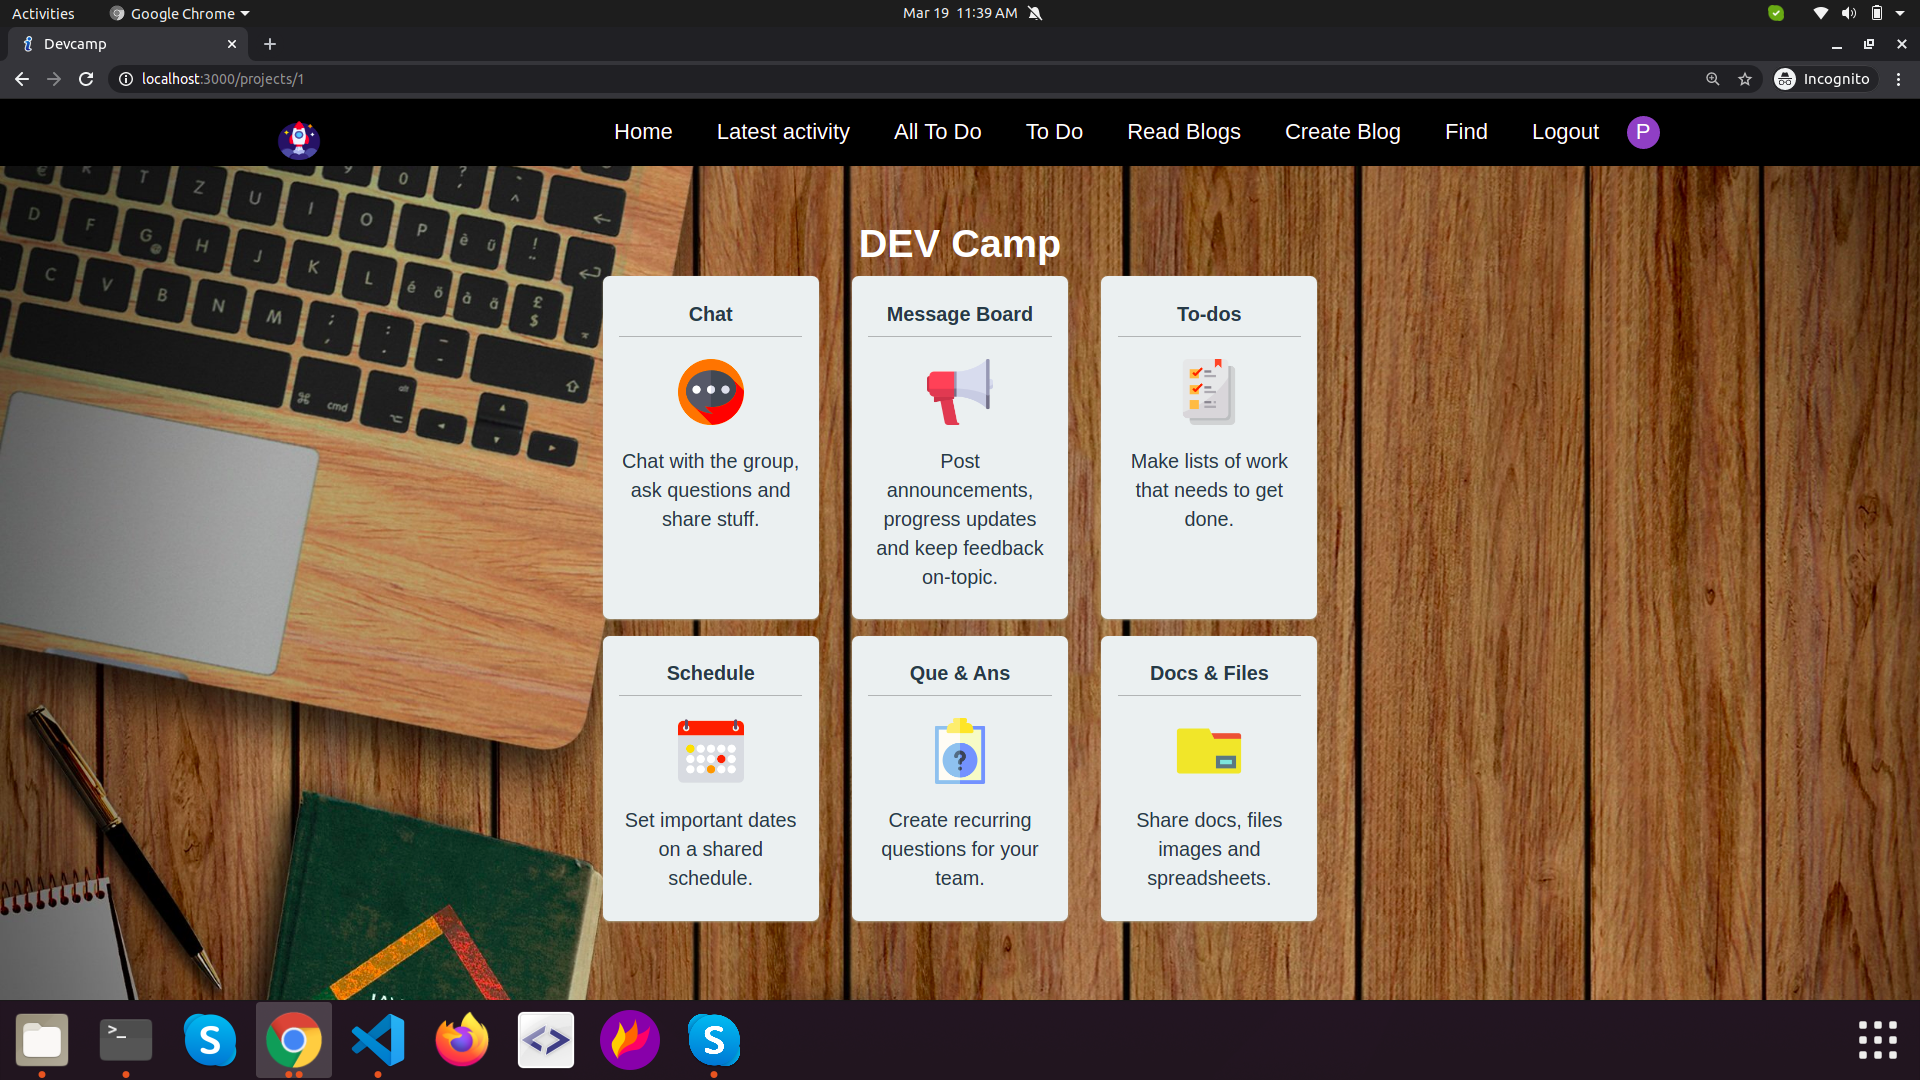 Activities
Google Chrome
Mar 19 11:39 AM
Devcamp
localhost:3000/projects/1
Incognito
Home
Latest activity
All To Do
To Do
Read Blogs
Create Blog
Find
Logout
P
DEV Camp
Chat
Chat with the group,
ask questions and
share stuff.
Message Board
Post
announcements,
progress updates
and keep feedback
on-topic.
To-dos
Make lists of work
that needs to get
done.
Schedule
Set important dates
on a shared
schedule.
Que & Ans
?
Create recurring
questions for your
team.
Docs & Files
Share docs, files
images and
spreadsheets.
T Z U I O P è ü
D F G H J K L é ö à ä £ $
C V B N M ; , : . _ -
cmd
alt